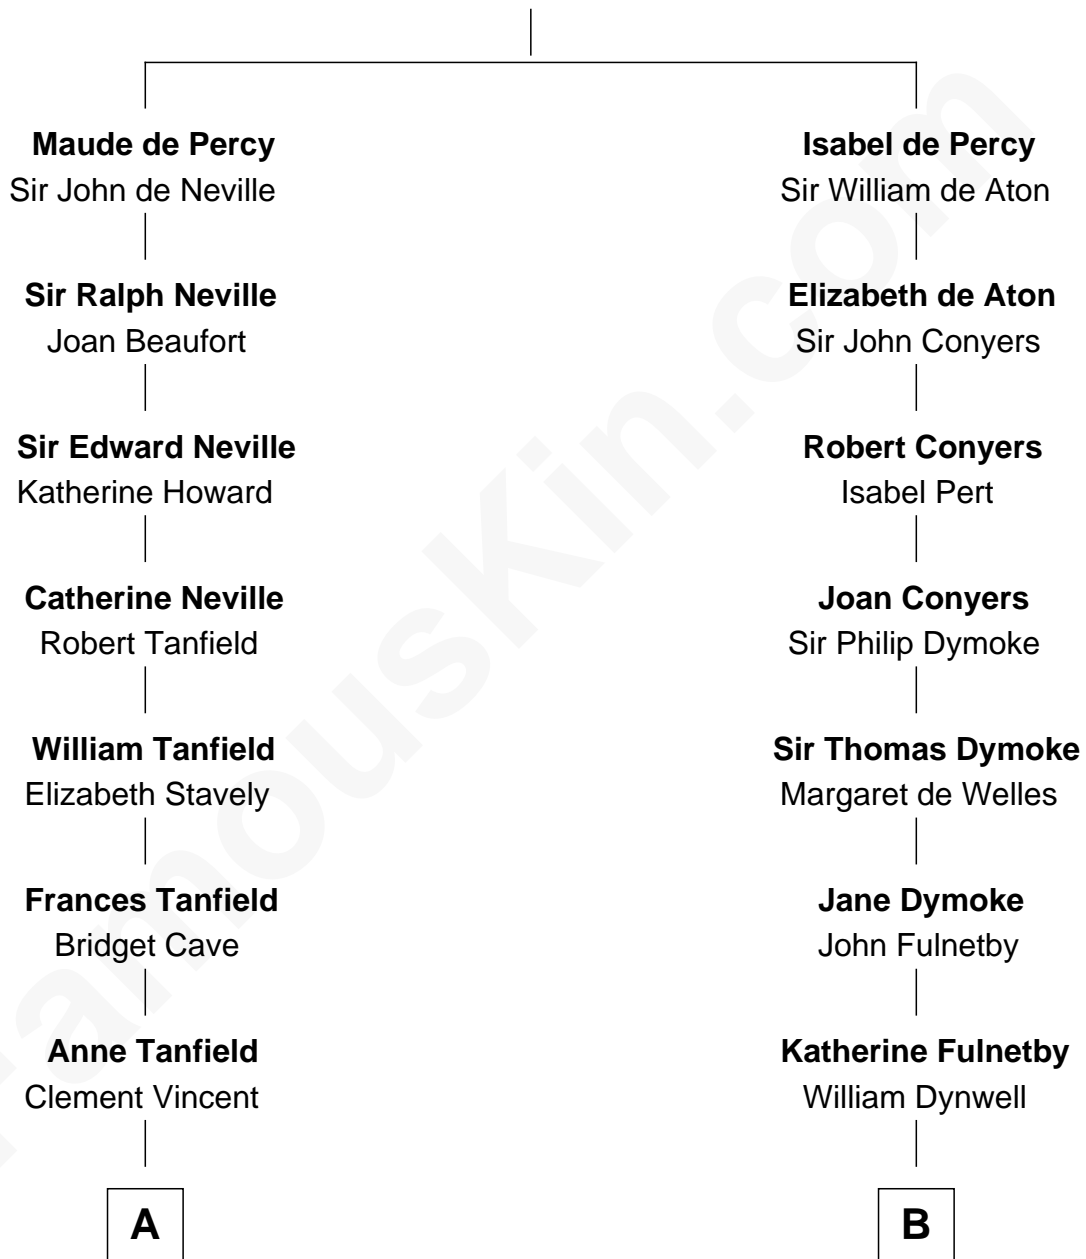 Maude de Percy
Sir John de Neville
Sir Ralph Neville
Joan Beaufort
Sir Edward Neville
Katherine Howard
Catherine Neville
Robert Tanfield
William Tanfield
Elizabeth Stavely
Frances Tanfield
Bridget Cave
Anne Tanfield
Clement Vincent
A
Isabel de Percy
Sir William de Aton
Elizabeth de Aton
Sir John Conyers
Robert Conyers
Isabel Pert
Joan Conyers
Sir Philip Dymoke
Sir Thomas Dymoke
Margaret de Welles
Jane Dymoke
John Fulnetby
Katherine Fulnetby
William Dynwell
B
FamousKin.com